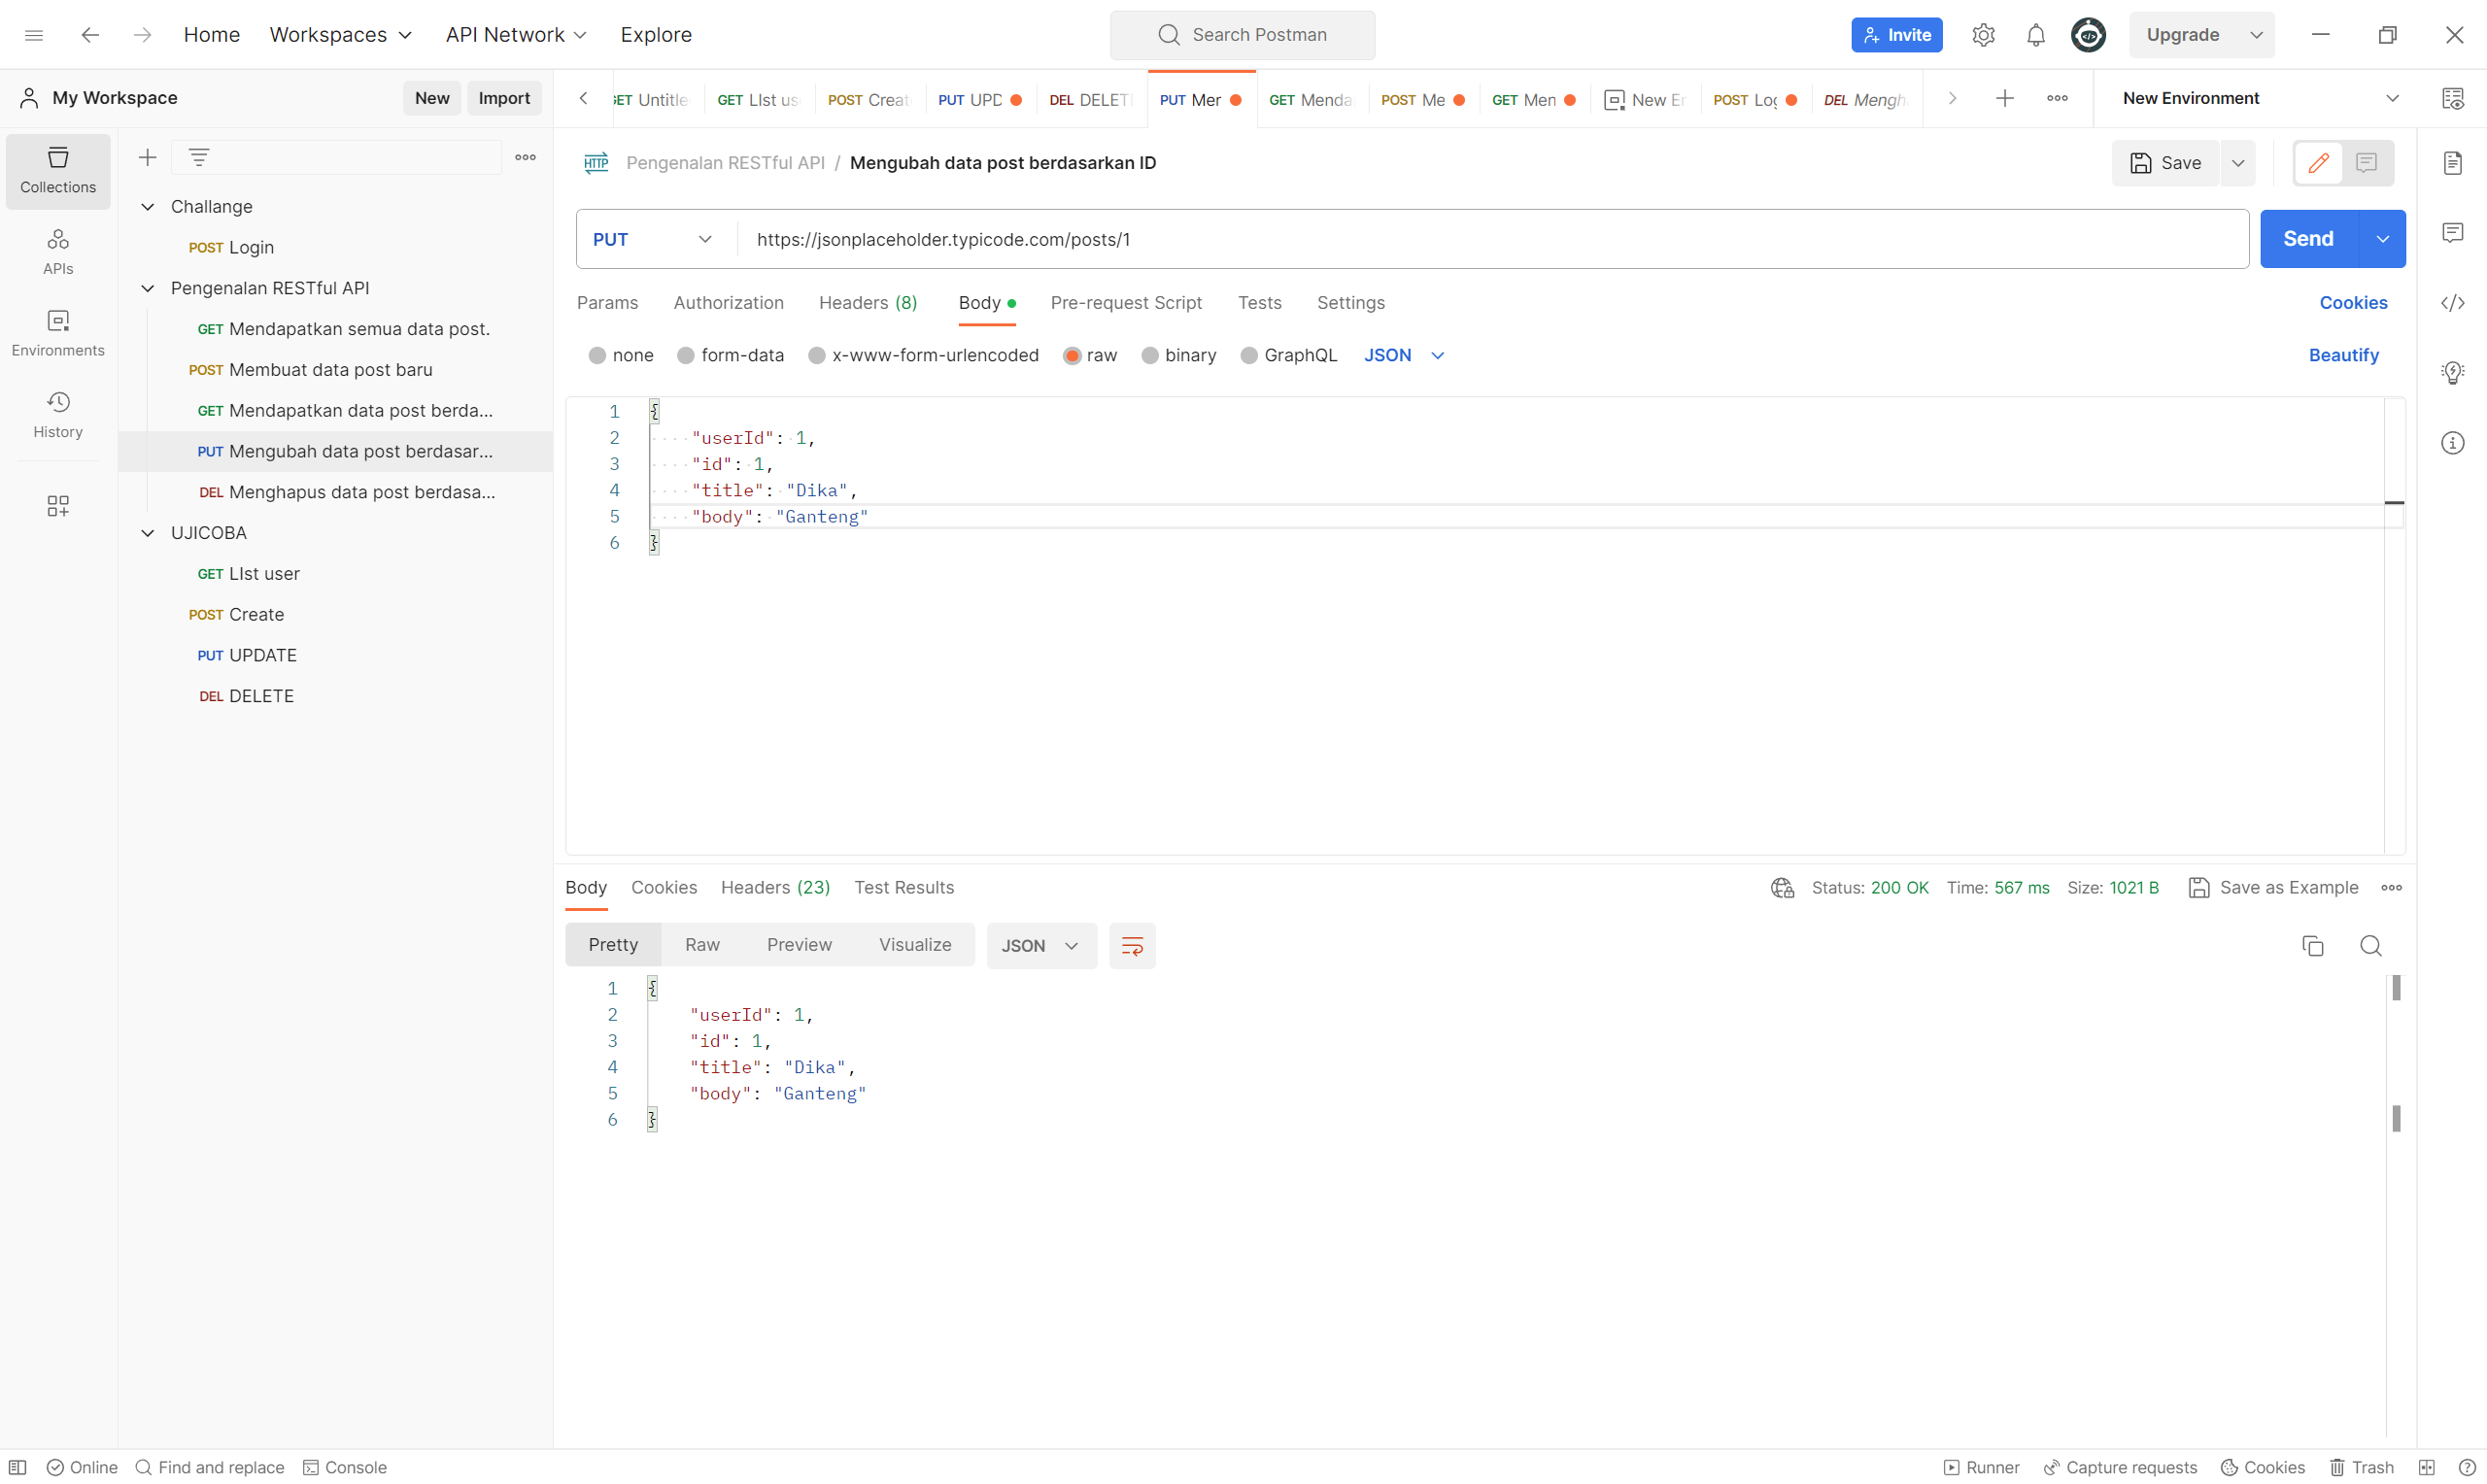 Home Workspaces API Network Explore Search Postman Invite Upgrade
My Workspace New Import
GET Untitle GET LIst us POST Creat PUT UPD DEL DELET PUT Mer GET Menda POST Me GET Men New Er POST Log DEL Mengh New Environment
Collections
APIs
Environments
History
Challange
POST Login
Pengenalan RESTful API
GET Mendapatkan semua data post.
POST Membuat data post baru
GET Mendapatkan data post berda...
PUT Mengubah data post berdasar...
DEL Menghapus data post berdasa...
UJICOBA
GET LIst user
POST Create
PUT UPDATE
DEL DELETE
HTTP Pengenalan RESTful API / Mengubah data post berdasarkan ID Save
PUT https://jsonplaceholder.typicode.com/posts/1 Send
Params Authorization Headers (8) Body Pre-request Script Tests Settings Cookies
none form-data x-www-form-urlencoded raw binary GraphQL JSON Beautify
1 {
2 "userId": 1,
3 "id": 1,
4 "title": "Dika",
5 "body": "Ganteng"
6 }
Body Cookies Headers (23) Test Results Status: 200 OK Time: 567 ms Size: 1021 B Save as Example
Pretty Raw Preview Visualize JSON
1 {
2 "userId": 1,
3 "id": 1,
4 "title": "Dika",
5 "body": "Ganteng"
6 }
Online Find and replace Console Runner Capture requests Cookies Trash